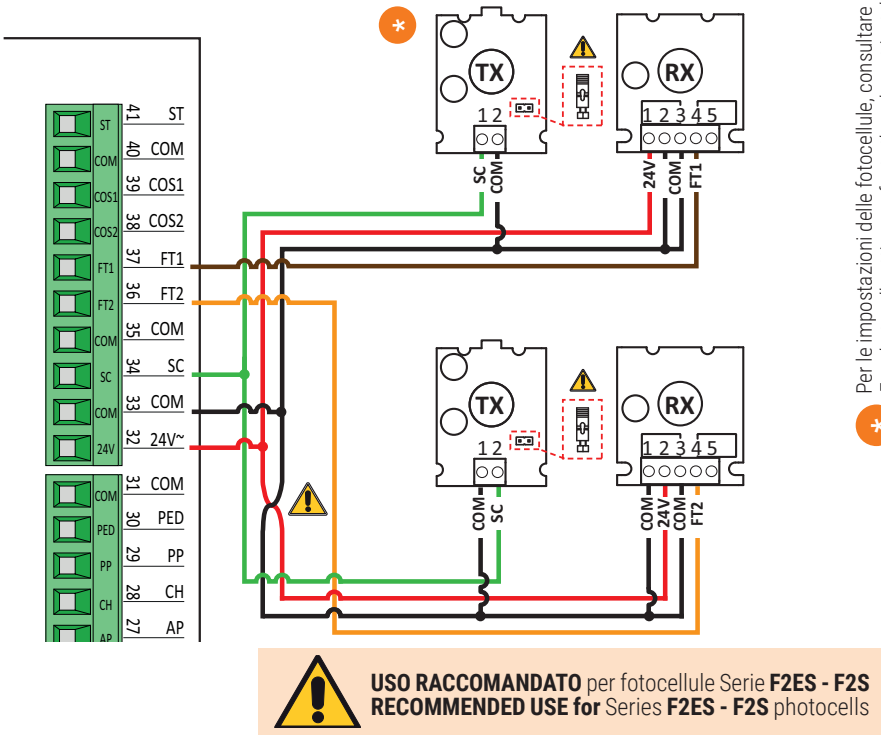 *
TX
1 2
SC
COM
RX
1 2 3 4 5
24V
COM
FT1
ST
41
ST
COM
40
COM
COS1
39
COS1
COS2
38
COS2
FT1
37
FT1
FT2
36
FT2
COM
35
COM
SC
34
SC
COM
33
COM
24V
32
24V~
COM
31
COM
PED
30
PED
PP
29
PP
CH
28
CH
AP
27
AP
TX
1 2
COM
SC
RX
1 2 3 4 5
COM
24V
COM
FT2
Per le impostazioni delle fotocellule, consultare
*
USO RACCOMANDATO per fotocellule Serie F2ES - F2S
RECOMMENDED USE for Series F2ES - F2S photocells